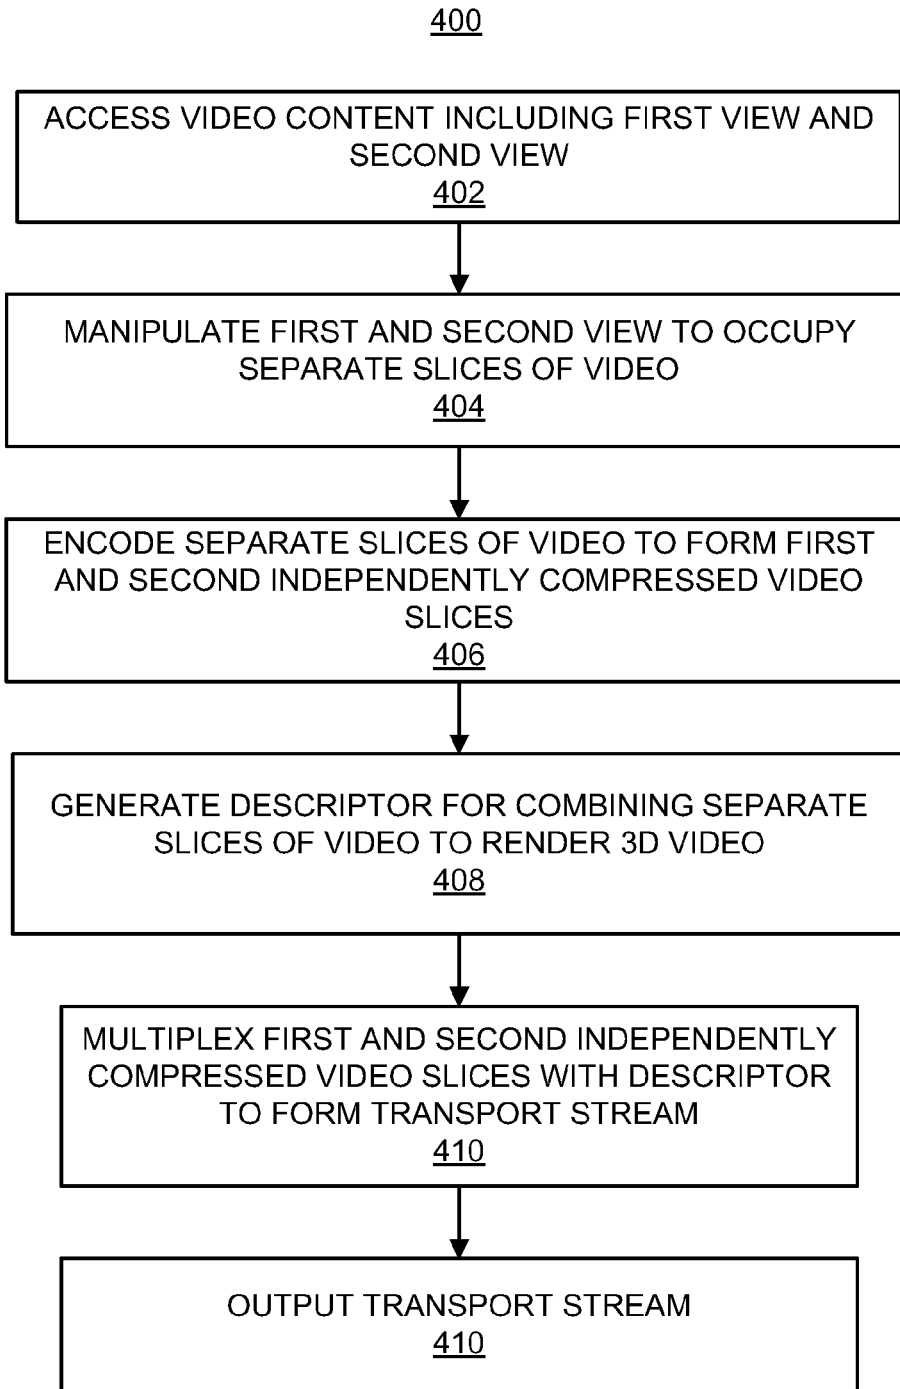 400
ACCESS VIDEO CONTENT INCLUDING FIRST VIEW AND
SECOND VIEW
402
MANIPULATE FIRST AND SECOND VIEW TO OCCUPY
SEPARATE SLICES OF VIDEO
404
ENCODE SEPARATE SLICES OF VIDEO TO FORM FIRST
AND SECOND INDEPENDENTLY COMPRESSED VIDEO
SLICES
406
GENERATE DESCRIPTOR FOR COMBINING SEPARATE
SLICES OF VIDEO TO RENDER 3D VIDEO
408
MULTIPLEX FIRST AND SECOND INDEPENDENTLY
COMPRESSED VIDEO SLICES WITH DESCRIPTOR
TO FORM TRANSPORT STREAM
410
OUTPUT TRANSPORT STREAM
410